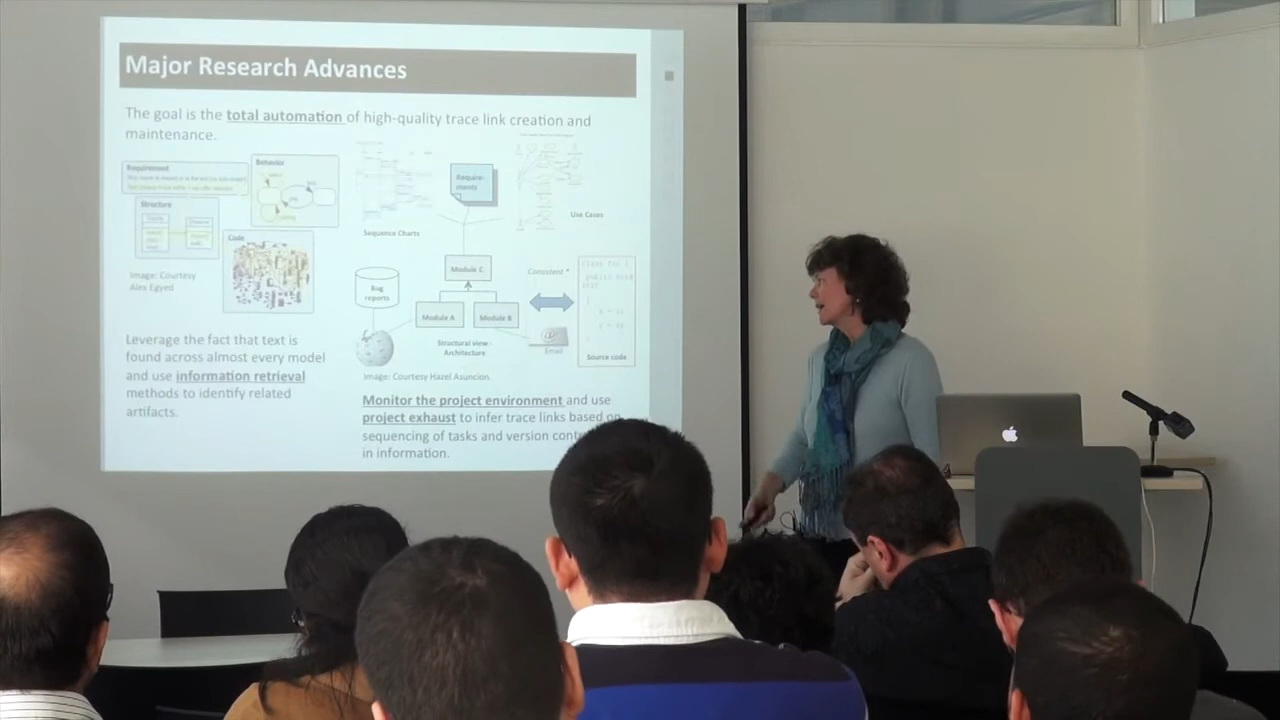 Major Research Advances
The goal is the total automation of high-quality trace link creation and
maintenance.
Requirement
Behavior
Structure
Code
Image: Courtesy
Alex Egyed
Require-
ments
Use Cases
Sequence Charts
Module C
Bug
reports
Module A
Module B
Structural view -
Architecture
Consistent
Email
Source code
Image: Courtesy Hazel Asuncion.
Leverage the fact that text is
found across almost every model
and use information retrieval
methods to identify related
artifacts.
Monitor the project environment and use
project exhaust to infer trace links based on
sequencing of tasks and version
in information.